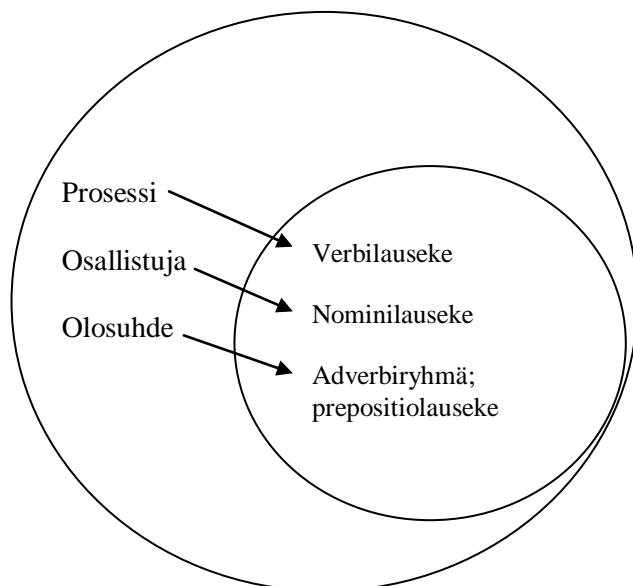 Prosessi
Osallistuja
Olosuhde
Verbilauseke
Nominilauseke
Adverbiryhmä;
prepositiolauseke